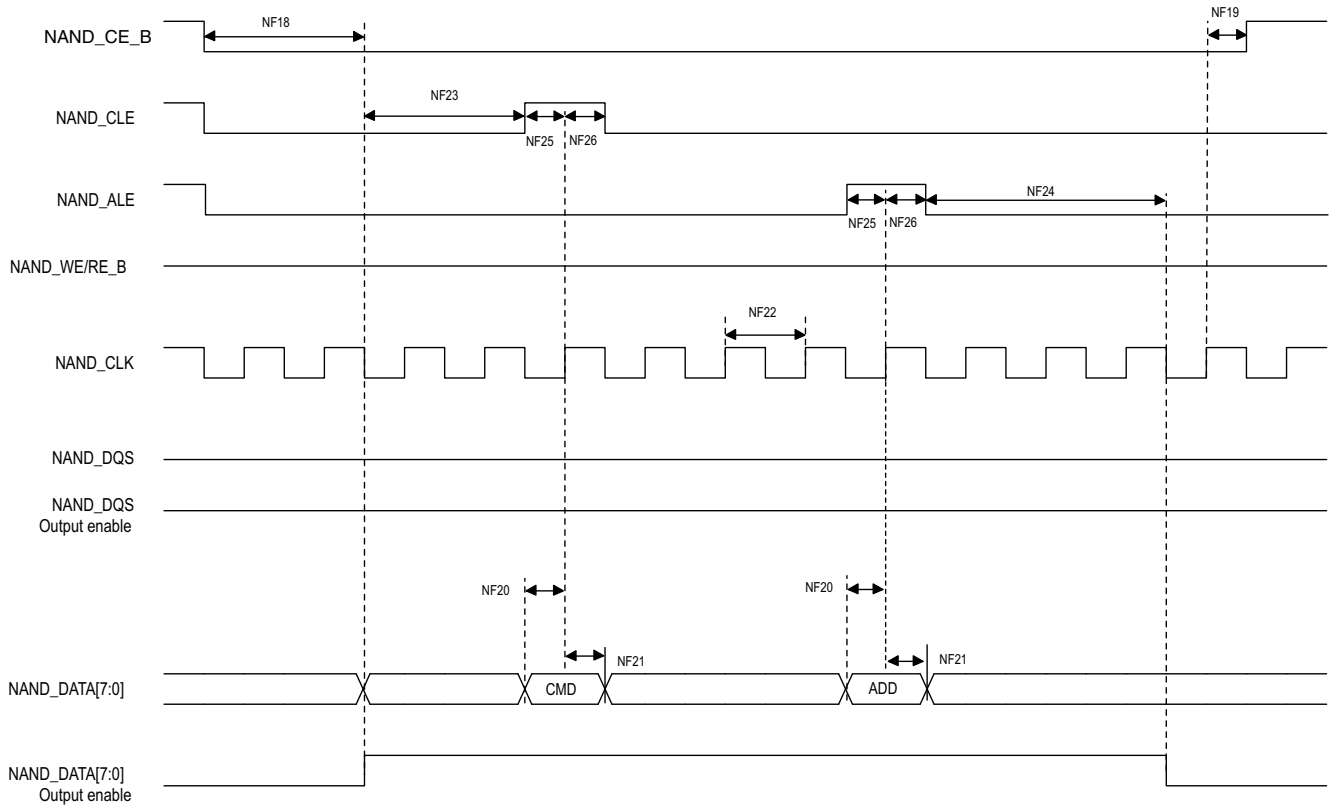 NF18
NF19
NAND_CE_B
NF23
NAND_CLE
NF25 NF26
NAND_ALE
NF24
NF25 NF26
NAND_WE/RE_B
NF22
NAND_CLK
NAND_DQS
NAND_DQS
Output enable
NF20
NF20
NF21
NF21
NAND_DATA[7:0]
CMD
ADD
NAND_DATA[7:0]
Output enable